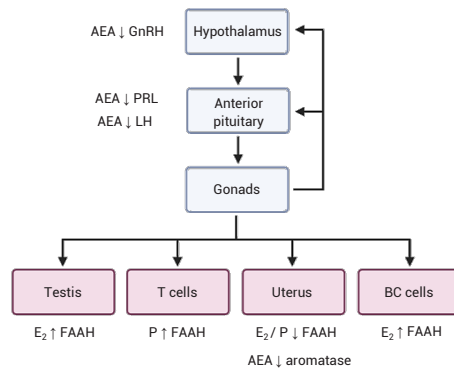 AEA ↓ GnRH
Hypothalamus
AEA ↓ PRL
AEA ↓ LH
Anterior
pituitary
Gonads
Testis
T cells
Uterus
BC cells
E₂ ↑ FAAH
P ↑ FAAH
E₂ / P ↓ FAAH
E₂ ↑ FAAH
AEA ↓ aromatase